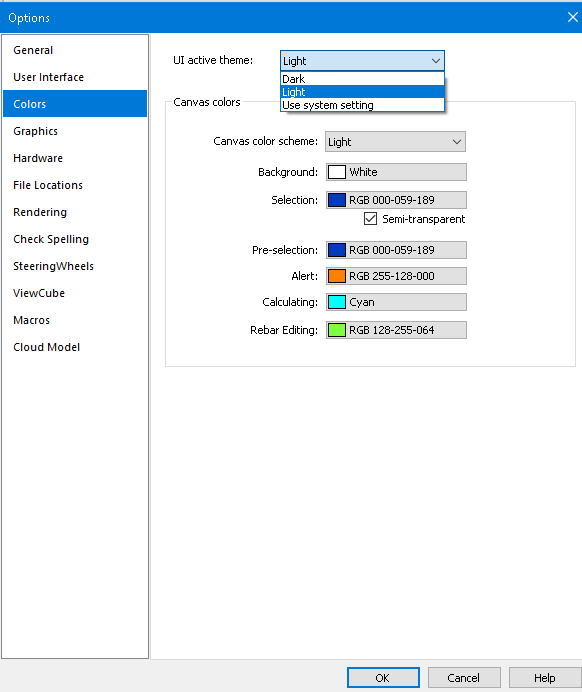 Options
General
User Interface
Colors
Graphics
Hardware
File Locations
Rendering
Check Spelling
SteeringWheels
ViewCube
Macros
Cloud Model
UI active theme: Light
Dark
Light
Use system setting
Canvas colors
Canvas color scheme: Light
Background: White
Selection: RGB 000-059-189
Semi-transparent
Pre-selection: RGB 000-059-189
Alert: RGB 255-128-000
Calculating: Cyan
Rebar Editing: RGB 128-255-064
OK Cancel Help